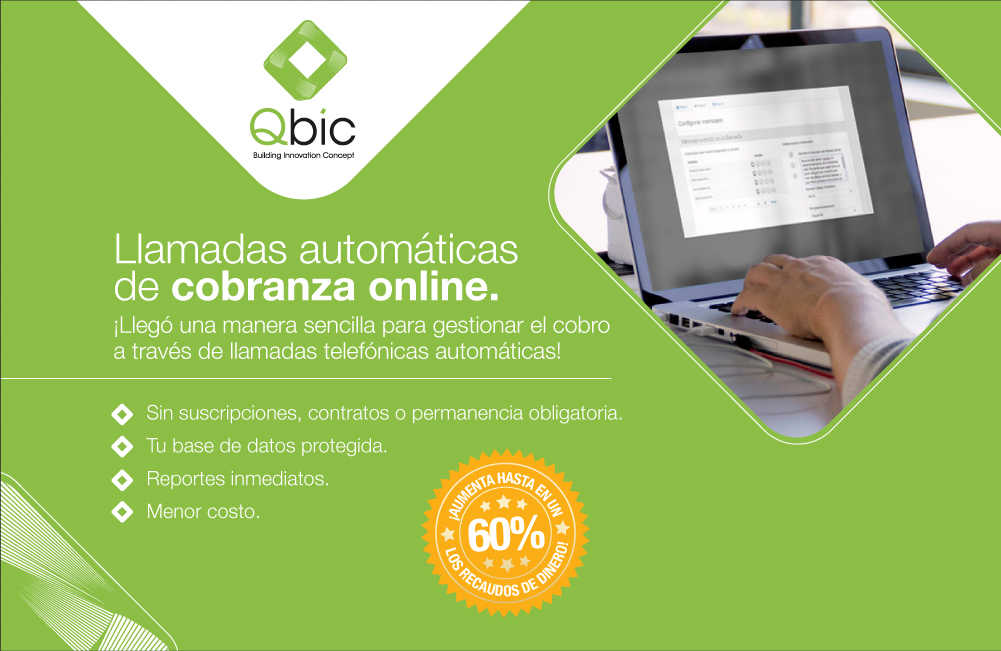 Qbic
Building Innovation Concept
Llamadas automáticas
de cobranza online.
¡Llegó una manera sencilla para gestionar el cobro
a través de llamadas telefónicas automáticas!
Sin suscripciones, contratos o permanencia obligatoria.
Tu base de datos protegida.
Reportes inmediatos.
Menor costo.
¡AUMENTA HASTA EN UN
60%
LOS RECAUDOS DE DINERO!
Configurar mensajes